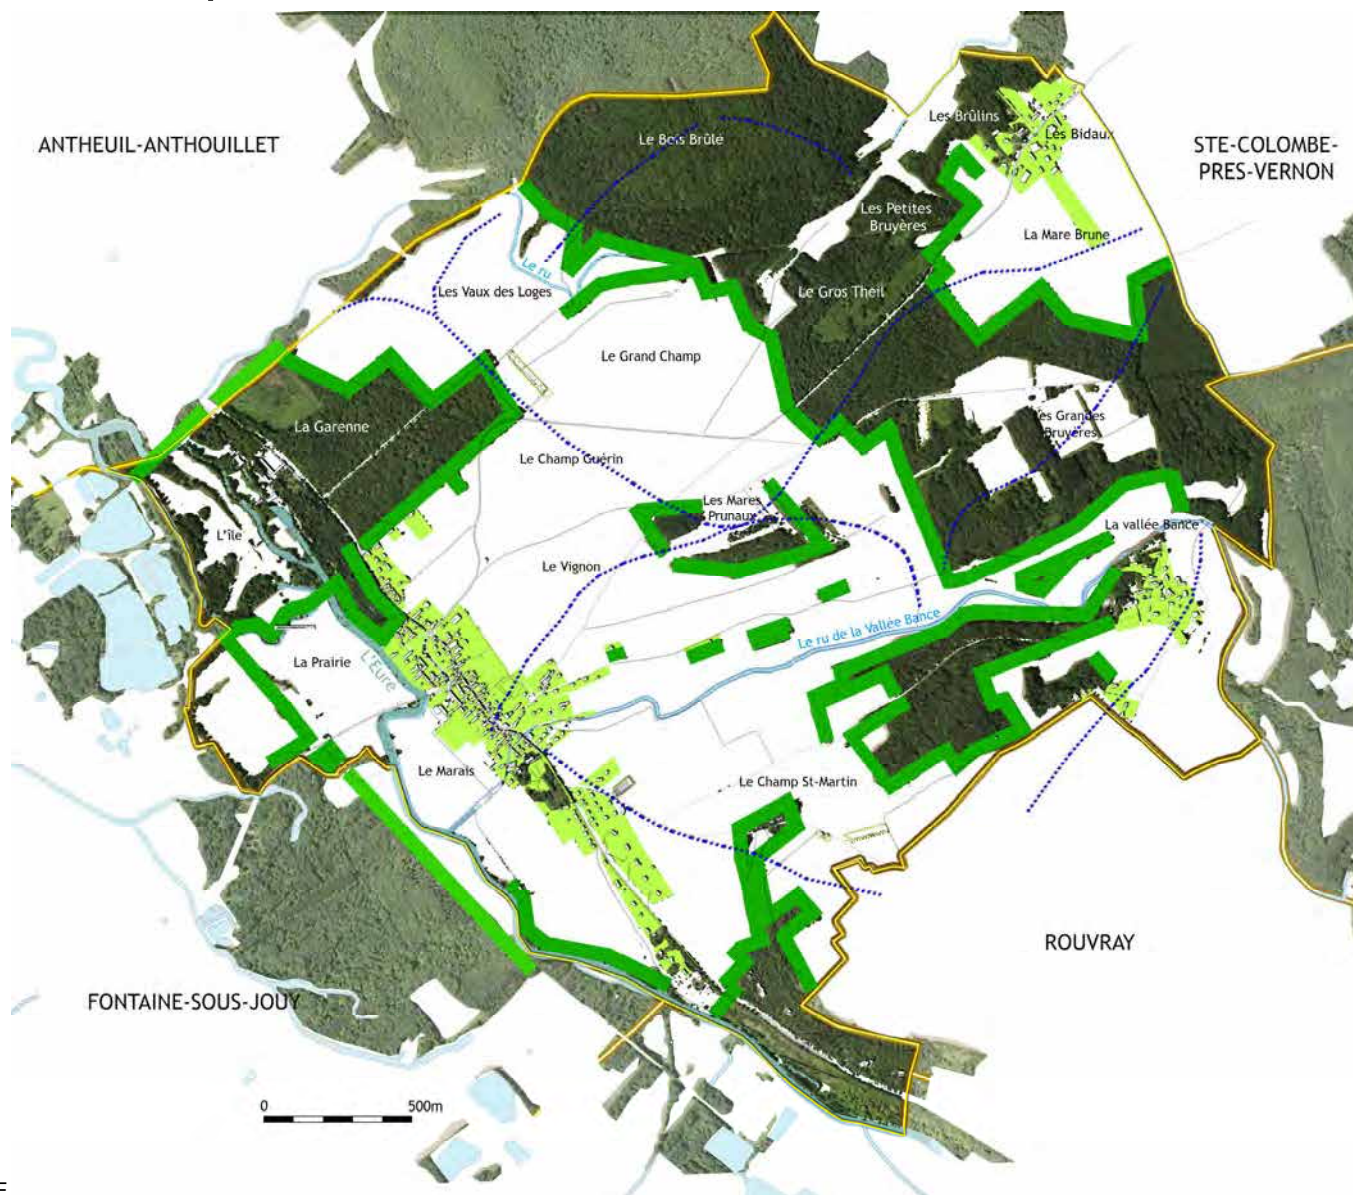 ANTHEUIL-ANTHOUILLET
Le Bois Brûlé
Les Brûlins
Les Bidaux
STE-COLOMBE-
PRES-VERNON
Les Petites
Bruyères
La Mare Brune
Le ru
Les Vaux des Loges
Le Gros Theil
Le Grand Champ
La Garenne
Les Grandes
Bruyères
Le Champ Guérin
Les Mares
Prunaux
L'île
La vallée Bance
Le Vignon
Le ru de la Vallée Bance
La Prairie
L'Eure
Le Marais
Le Champ St-Martin
ROUVRAY
FONTAINE-SOUS-JOUY
0 500m